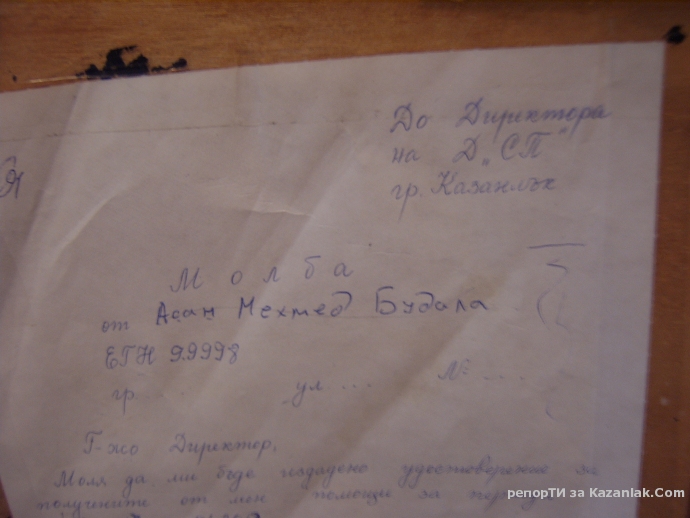 До Директора
на Д"СП"
гр. Казанлък
Я
Молба
от Асан Мехмед Будала
ЕГН 9.9998
гр. .
ул.... № ....
Г-жо Директор,
Моля да ми бъде издадено удостоверение за
получените от мен помощи за
репорТИ за Kazanlak.Com